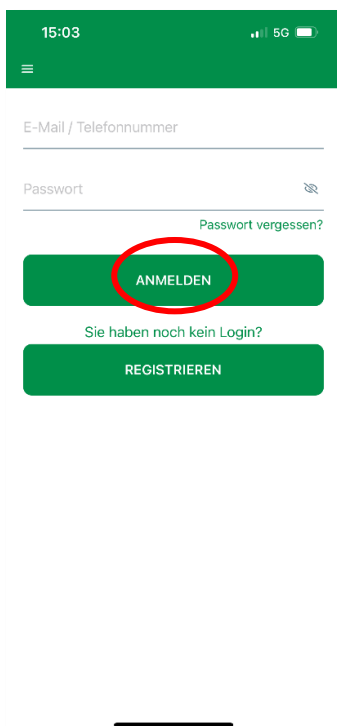 15:03 5G
E-Mail / Telefonnummer
Passwort
Passwort vergessen?
ANMELDEN
Sie haben noch kein Login?
REGISTRIEREN